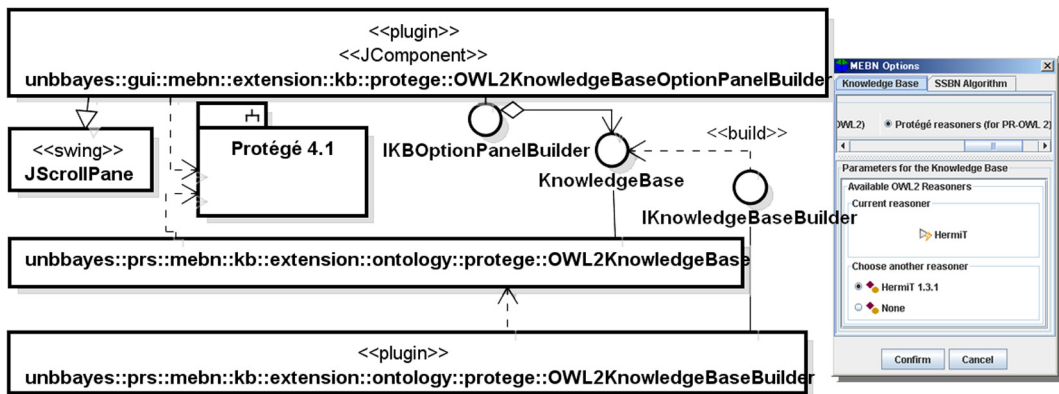 <<plugin>>
<<JComponent>>
unbbayes::gui::mebn::extension::kb::protege::OWL2KnowledgeBaseOptionPanelBuilder
<<swing>>
JScrollPane
Protégé 4.1
IKBOptionPanelBuilder
KnowledgeBase
<<build>>
IKnowledgeBaseBuilder
unbbayes::prs::mebn::kb::extension::ontology::protege::OWL2KnowledgeBase
<<plugin>>
unbbayes::prs::mebn::kb::extension::ontology::protege::OWL2KnowledgeBaseBuilder
MEBN Options
Knowledge Base SSBN Algorithm
OWL2) Protégé reasoners (for PR-OWL 2)
Parameters for the Knowledge Base
Available OWL2 Reasoners
Current reasoner
HermiT
Choose another reasoner
HermiT 1.3.1
None
Confirm Cancel